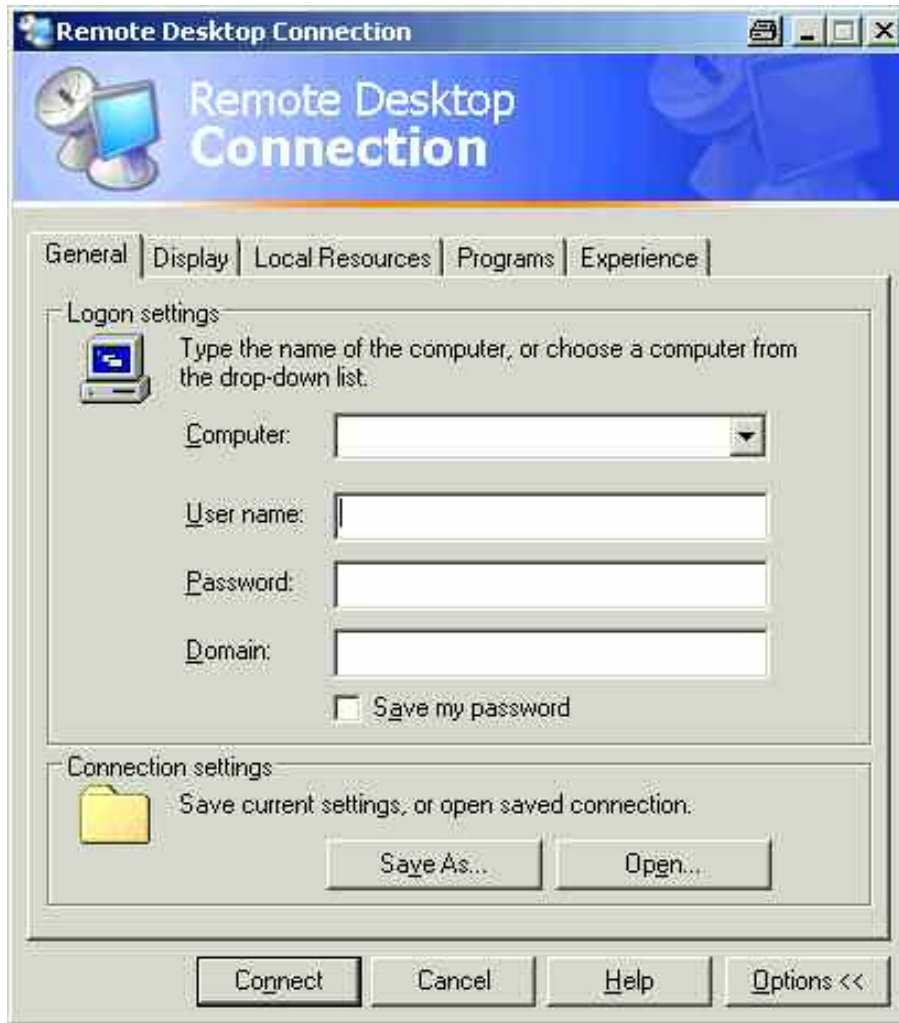 Remote Desktop Connection
Remote Desktop
Connection
General Display Local Resources Programs Experience
Logon settings
Type the name of the computer, or choose a computer from
the drop-down list.
Computer:
User name:
Password:
Domain:
Save my password
Connection settings
Save current settings, or open saved connection.
Save As... Open...
Connect Cancel Help Options <<